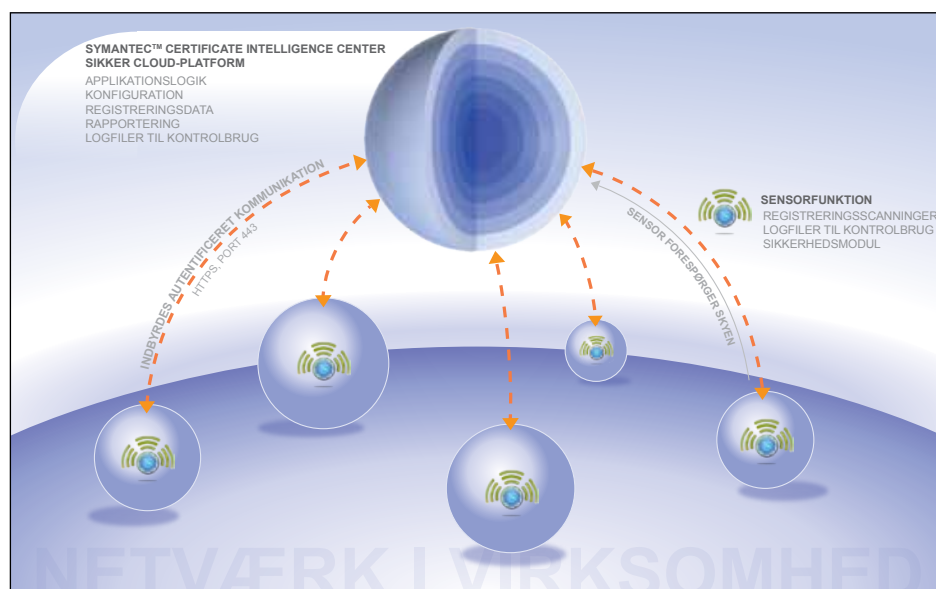 SYMANTEC™ CERTIFICATE INTELLIGENCE CENTER
SIKKER CLOUD-PLATFORM
APPLIKATIONSLOGIK
KONFIGURATION
REGISTRERINGSDATA
RAPPORTERING
LOGFILER TIL KONTROLBRUG
INDBYRDES AUTENTIFICERET KOMMUNIKATION
HTTPS, PORT 443
SENSOR FORESPØRGER SKYEN
SENSORFUNKTION
REGISTRERINGSSCANNINGER
LOGFILER TIL KONTROLBRUG
SIKKERHEDSMODUL
NETVÆRK I VIRKSOMHED